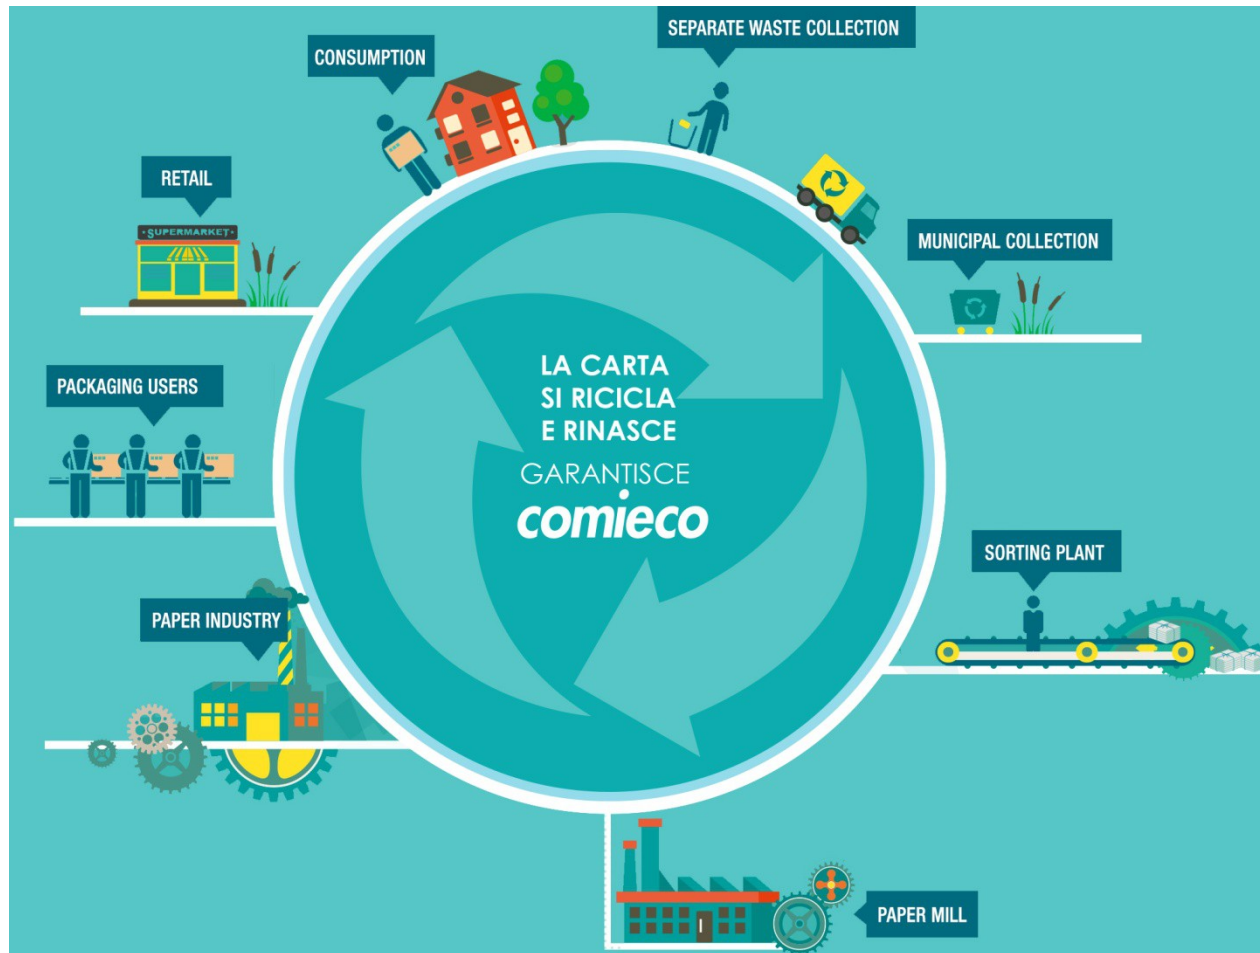 SEPARATE WASTE COLLECTION
CONSUMPTION
RETAIL
·SUPERMARKET·
MUNICIPAL COLLECTION
PACKAGING USERS
LA CARTA
SI RICICLA
E RINASCE
GARANTISCE
comieco
SORTING PLANT
PAPER INDUSTRY
PAPER MILL